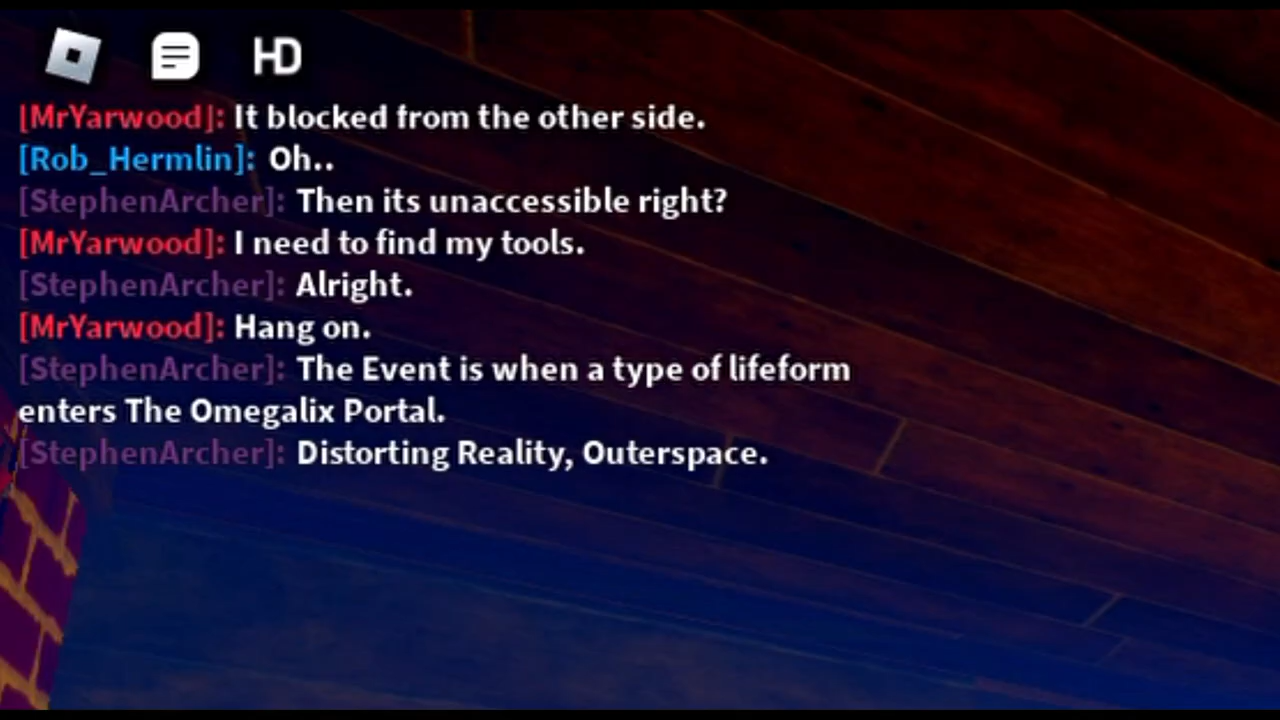 HD
[MrYarwood]: It blocked from the other side.
[Rob_Hermlin]: Oh..
[StephenArcher]: Then its unaccessible right?
[MrYarwood]: I need to find my tools.
[StephenArcher]: Alright.
[MrYarwood]: Hang on.
[StephenArcher]: The Event is when a type of lifeform
enters The Omegalix Portal.
[StephenArcher]: Distorting Reality, Outerspace.